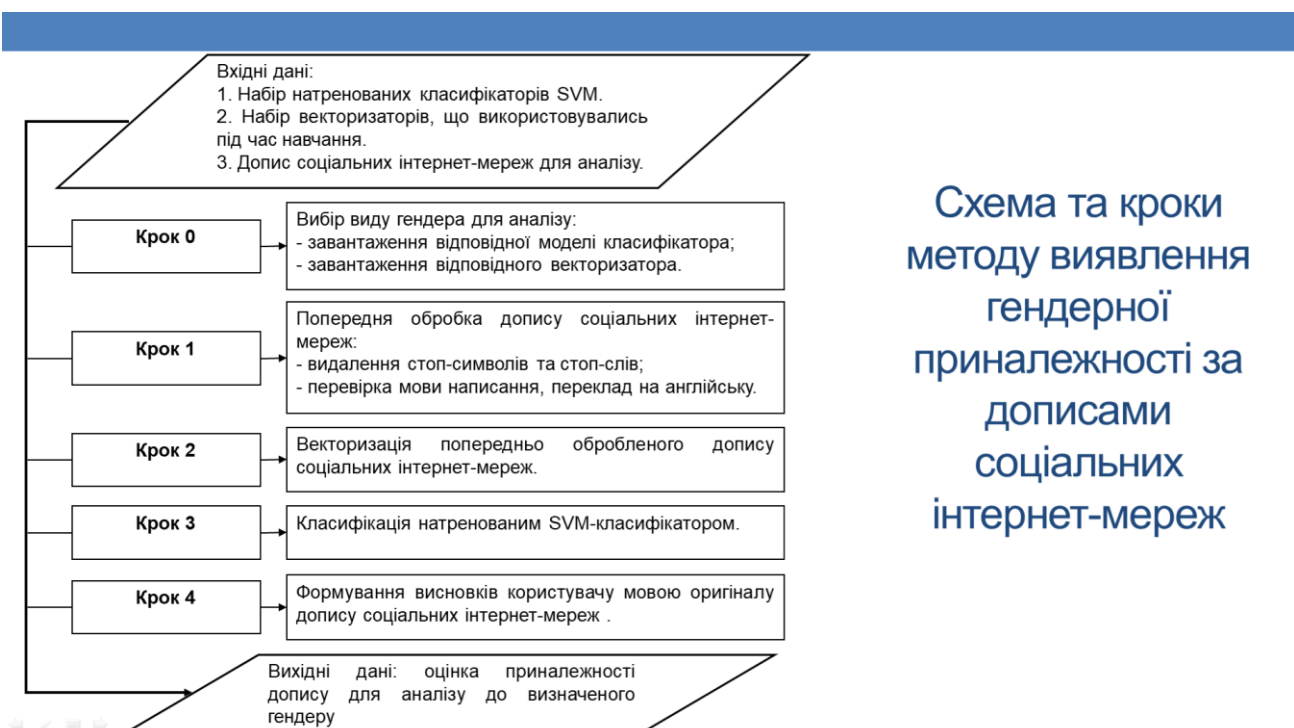 Вхідні дані:
1. Набір натренованих класифікаторів SVM.
2. Набір векторизаторів, що використовувались
під час навчання.
3. Допис соціальних інтернет-мереж для аналізу.
Крок 0
Вибір виду гендера для аналізу:
- завантаження відповідної моделі класифікатора;
- завантаження відповідного векторизатора.
Крок 1
Попередня обробка допису соціальних інтернет-
мереж:
- видалення стоп-символів та стоп-слів;
- перевірка мови написання, переклад на англійську.
Крок 2
Векторизація попередньо обробленого допису
соціальних інтернет-мереж.
Крок 3
Класифікація натренованим SVM-класифікатором.
Крок 4
Формування висновків користувачу мовою оригіналу
допису соціальних інтернет-мереж .
Вихідні дані: оцінка приналежності
допису для аналізу до визначеного
гендеру
Схема та кроки
методу виявлення
гендерної
приналежності за
дописами
соціальних
інтернет-мереж